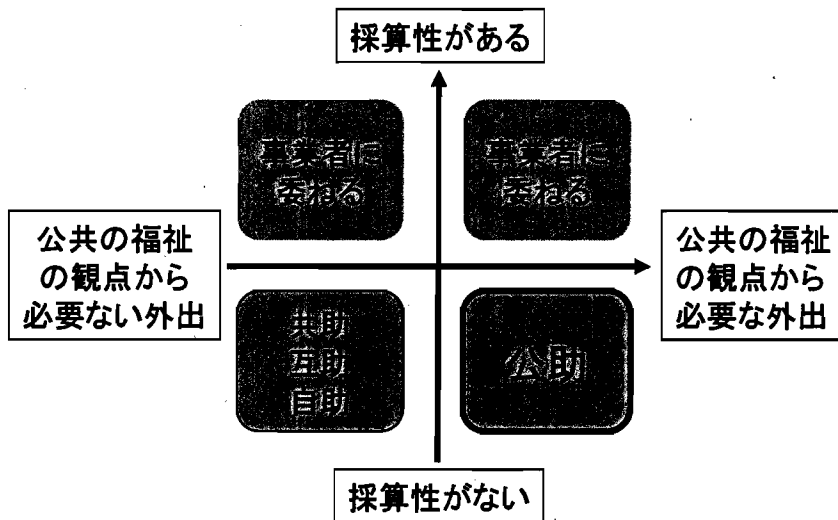 採算性がある
事業者に
委ねる
事業者に
委ねる
公共の福祉
の観点から
必要ない外出
公共の福祉
の観点から
必要な外出
共助
互助
自助
公助
採算性がない